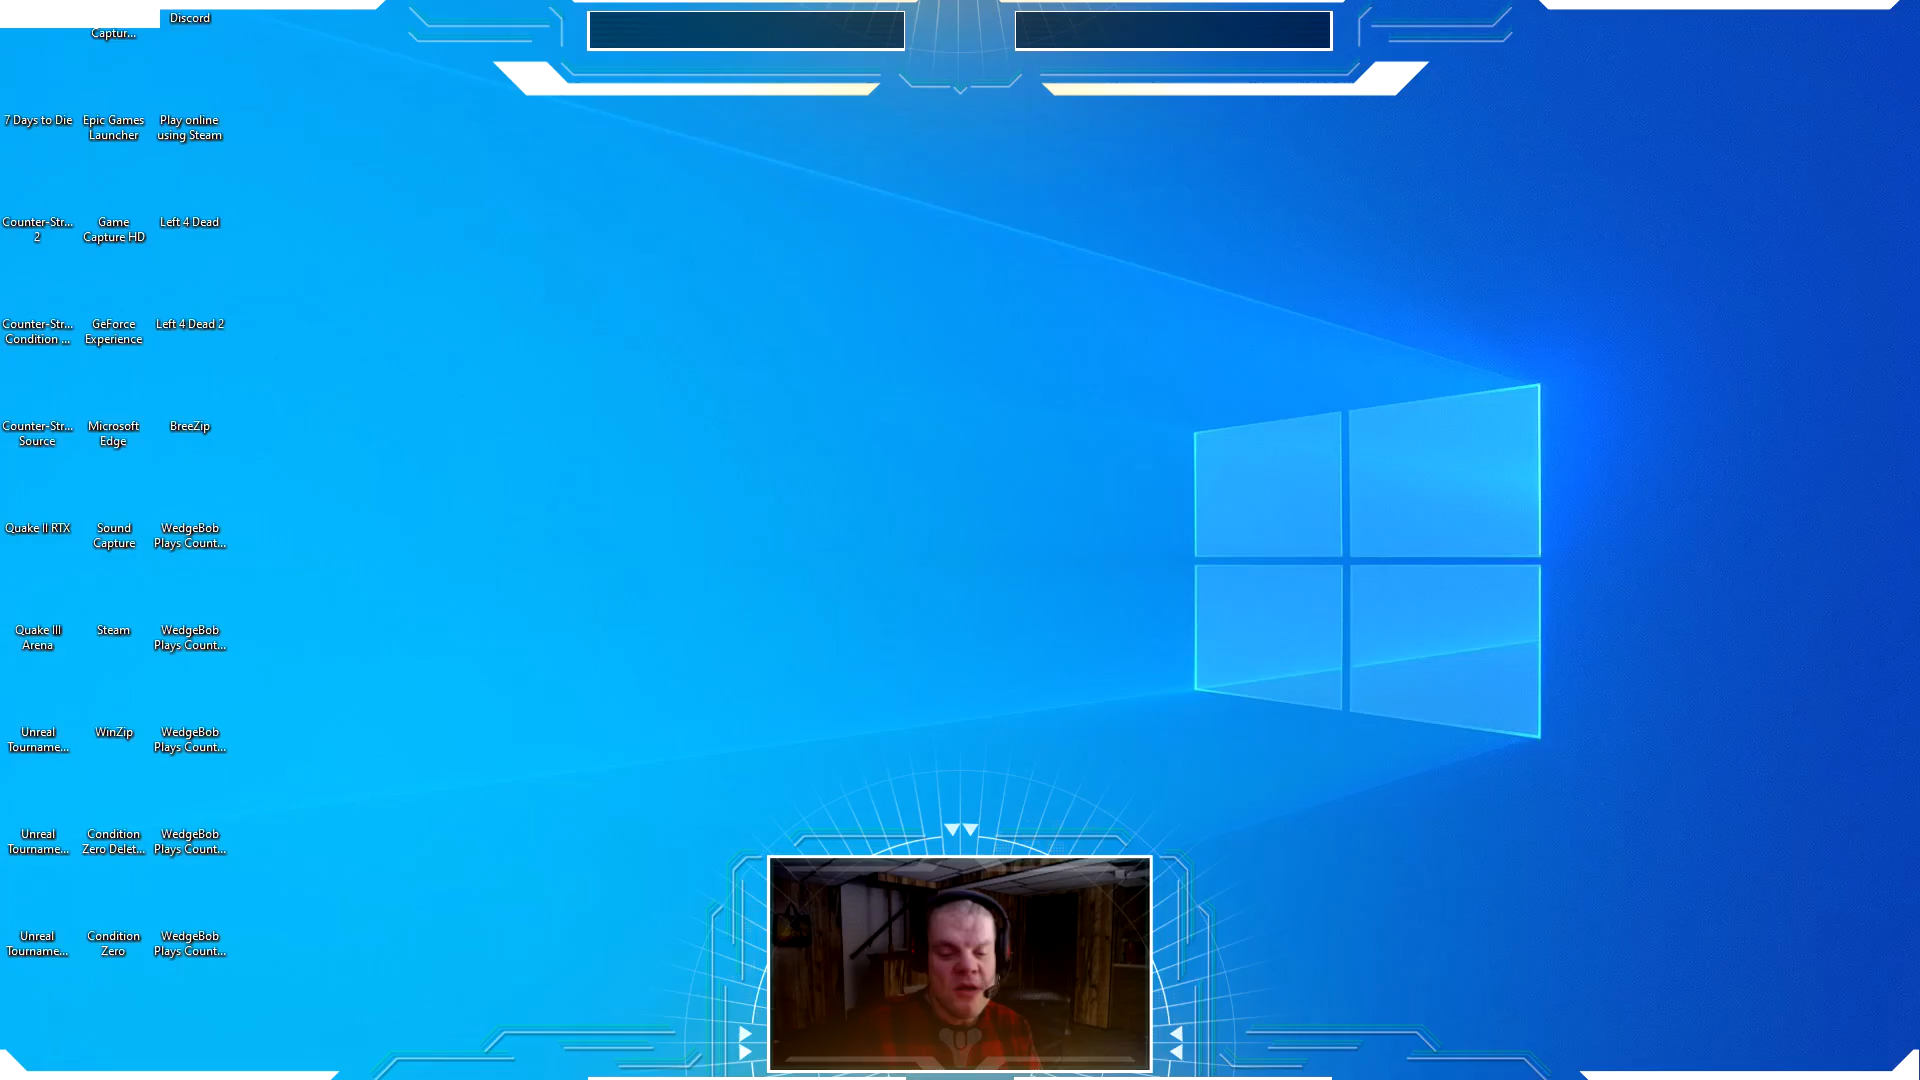 Captur...
Discord
7 Days to Die
Epic Games
Launcher
Play online
using Steam
Counter-Str...
2
Game
Capture HD
Left 4 Dead
Counter-Str...
Condition ...
GeForce
Experience
Left 4 Dead 2
Counter-Str...
Source
Microsoft
Edge
BreeZip
Quake II RTX
Sound
Capture
WedgeBob
Plays Count...
Quake III
Arena
Steam
WedgeBob
Plays Count...
Unreal
Tourname...
WinZip
WedgeBob
Plays Count...
Unreal
Tourname...
Condition
Zero Delet...
WedgeBob
Plays Count...
Unreal
Tourname...
Condition
Zero
WedgeBob
Plays Count...